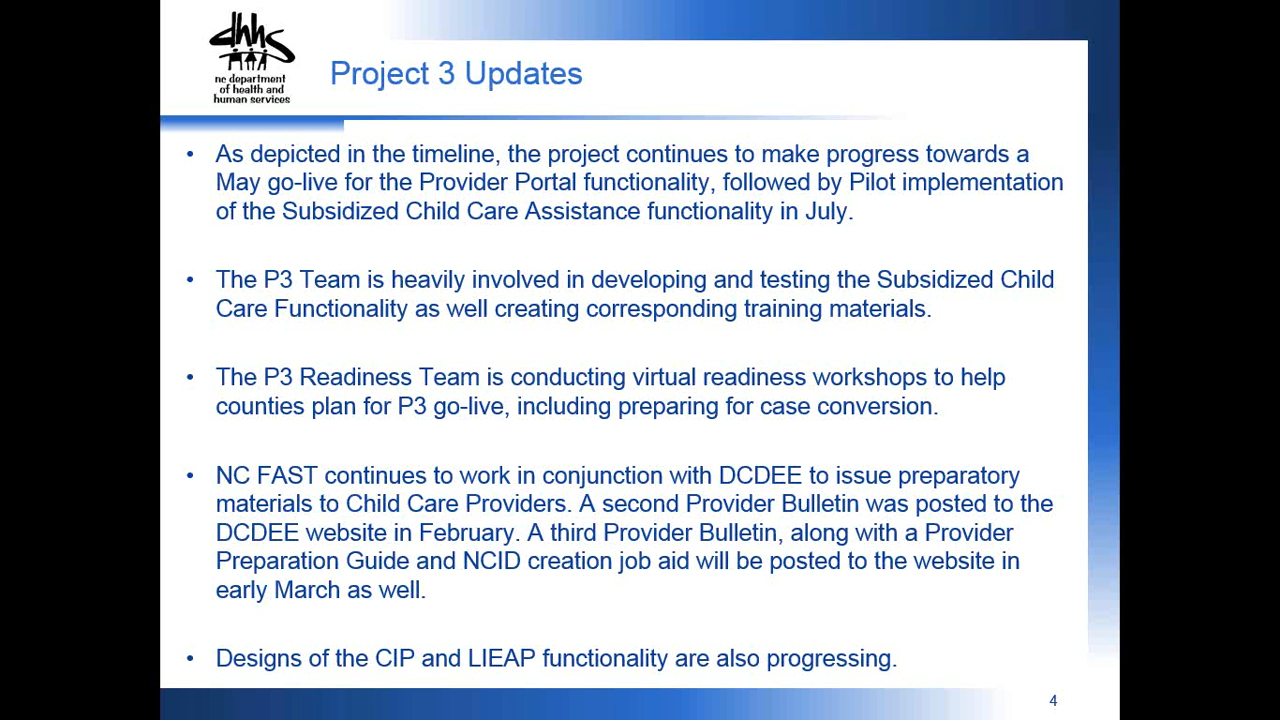 dhhs
nc department
of health and
human services
Project 3 Updates
• As depicted in the timeline, the project continues to make progress towards a
May go-live for the Provider Portal functionality, followed by Pilot implementation
of the Subsidized Child Care Assistance functionality in July.
• The P3 Team is heavily involved in developing and testing the Subsidized Child
Care Functionality as well creating corresponding training materials.
• The P3 Readiness Team is conducting virtual readiness workshops to help
counties plan for P3 go-live, including preparing for case conversion.
• NC FAST continues to work in conjunction with DCDEE to issue preparatory
materials to Child Care Providers. A second Provider Bulletin was posted to the
DCDEE website in February. A third Provider Bulletin, along with a Provider
Preparation Guide and NCID creation job aid will be posted to the website in
early March as well.
• Designs of the CIP and LIEAP functionality are also progressing.
4